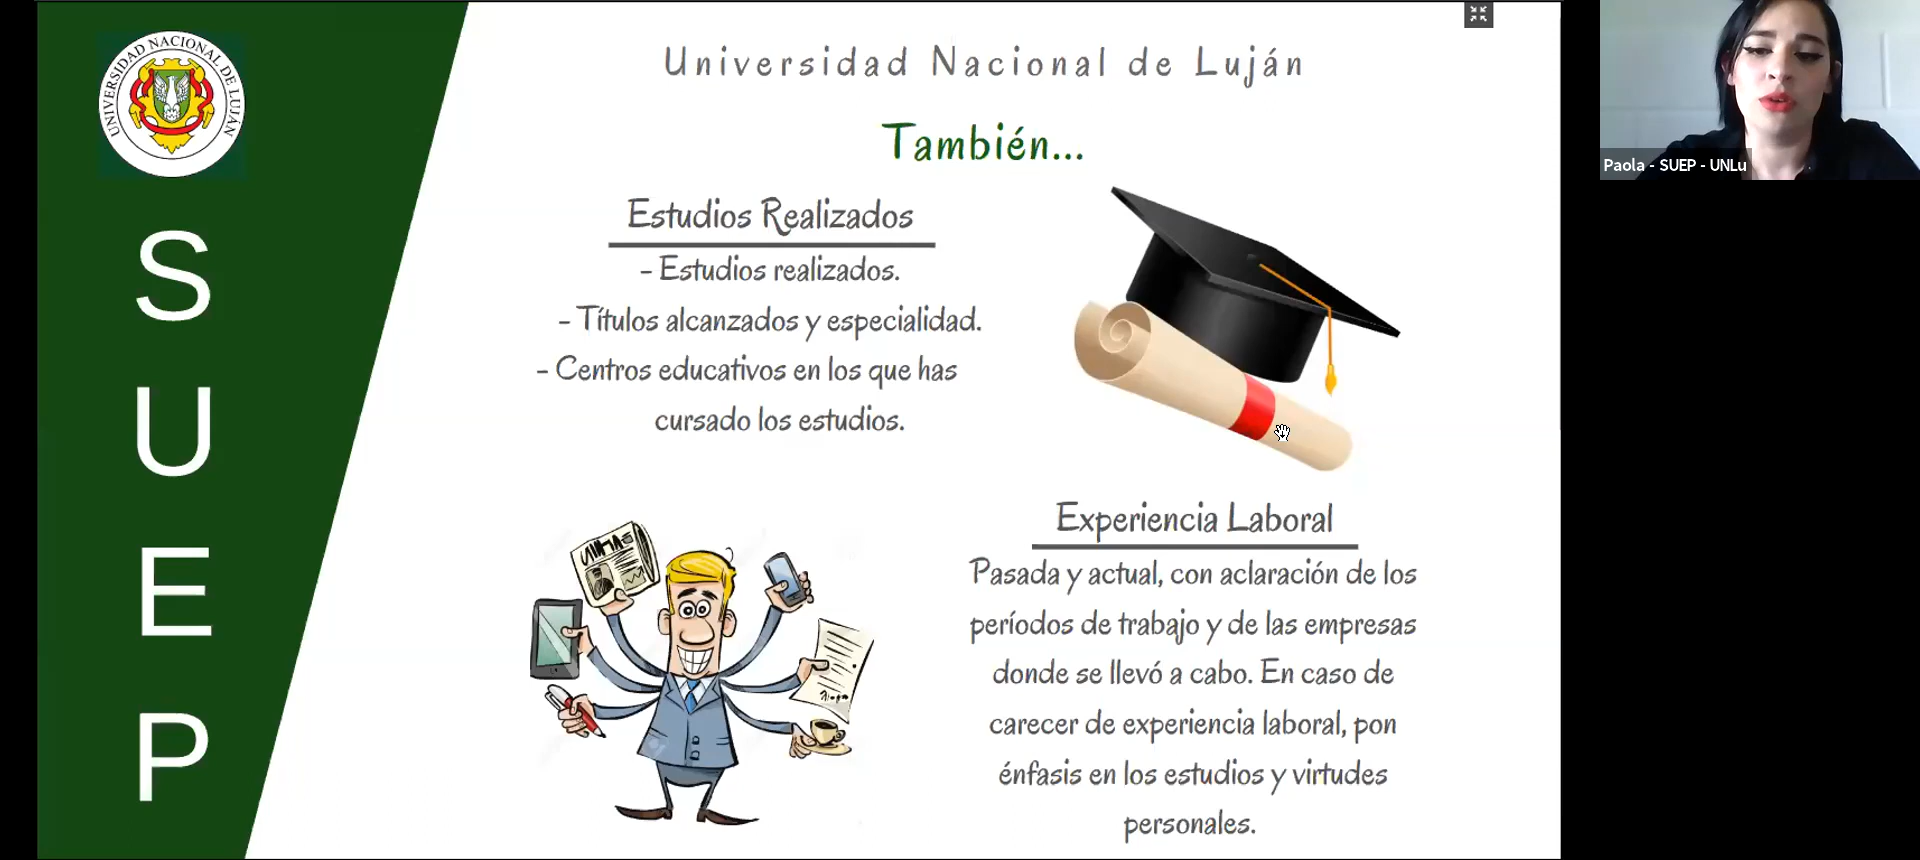 UNIVERSIDAD NACIONAL DE LUJÁN
Universidad Nacional de Luján
También...
S
U
E
P
Estudios Realizados
- Estudios realizados.
- Títulos alcanzados y especialidad.
- Centros educativos en los que has
cursado los estudios.
Experiencia Laboral
Pasada y actual, con aclaración de los
períodos de trabajo y de las empresas
donde se llevó a cabo. En caso de
carecer de experiencia laboral, pon
énfasis en los estudios y virtudes
personales.
Paola - SUEP - UNLu